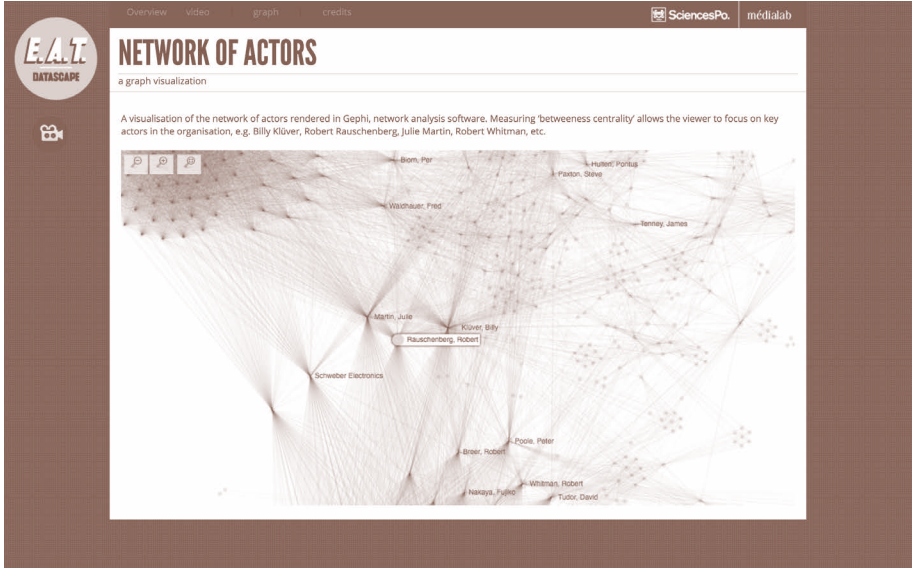 Overview video graph credits
SciencesPo. médialab
E.A.T.
DATASCAPE
NETWORK OF ACTORS
a graph visualization
A visualisation of the network of actors rendered in Gephi, network analysis software. Measuring ‘betweeness centrality’ allows the viewer to focus on key
actors in the organisation, e.g. Billy Klüver, Robert Rauschenberg, Julie Martin, Robert Whitman, etc.
Biorn, Per
Hulten, Pontus
Paxton, Steve
Waldhauer, Fred
Tenney, James
Martin, Julie
Klüver, Billy
Rauschenberg, Robert
Schweber Electronics
Poole, Peter
Breer, Robert
Whitman, Robert
Nakaya, Fujiko
Tudor, David